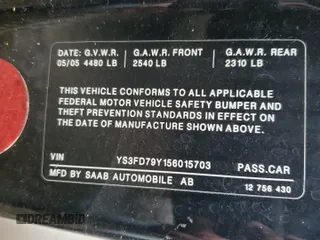 DATE: G.V.W.R. G.A.W.R. FRONT G.A.W.R. REAR
05/05 4480 LB 2540 LB 2310 LB
THIS VEHICLE CONFORMS TO ALL APPLICABLE
FEDERAL MOTOR VEHICLE SAFETY BUMPER AND
THEFT PREVENTION STANDARDS IN EFFECT ON
THE DATE OF MANUFACTURE SHOWN ABOVE.
VIN YS3FD79Y156015703 PASS.CAR
MFD BY SAAB AUTOMOBILE AB 12 756 430
DREAMBID